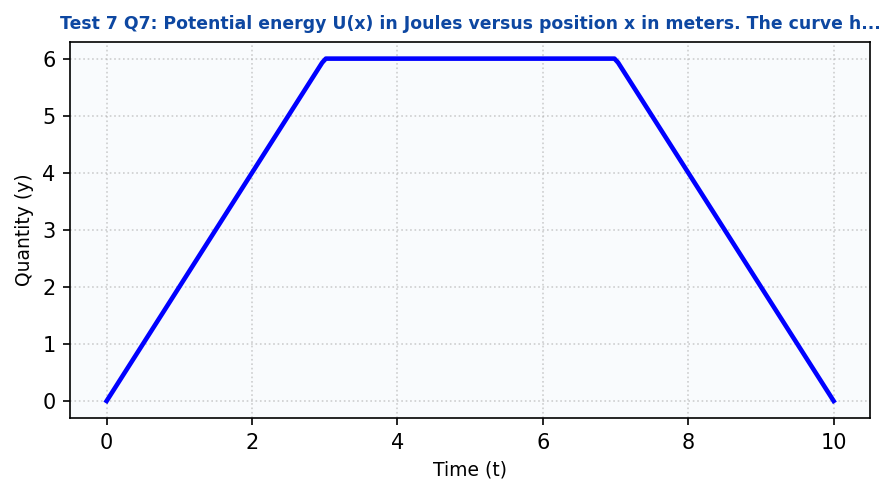 Test 7 Q7: Potential energy U(x) in Joules versus position x in meters. The curve h...
6
5
4
3
2
1
0
Quantity (y)
0 2 4 6 8 10
Time (t)